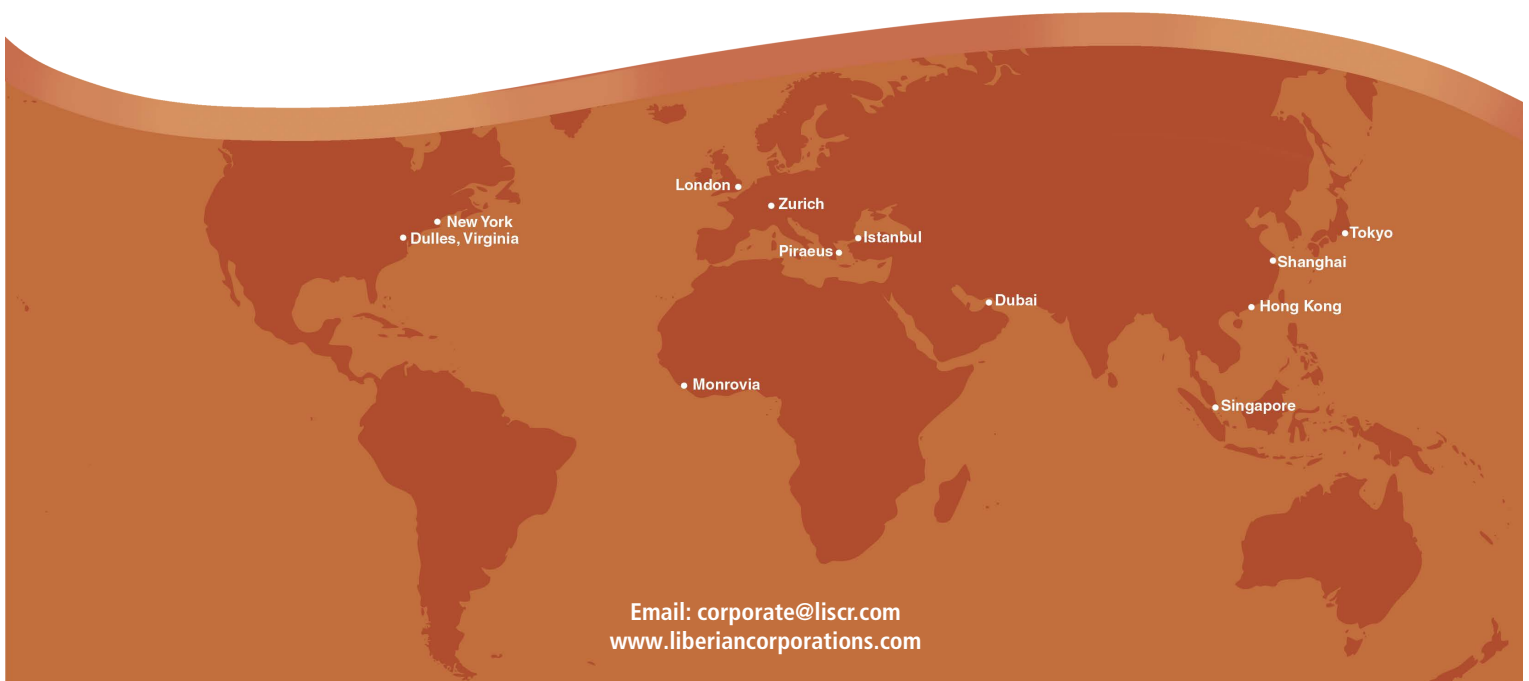 London
Zurich
New York
Dulles, Virginia
Istanbul
Piraeus
Tokyo
Shanghai
Dubai
Hong Kong
Monrovia
Singapore
Email: corporate@liscr.com
www.liberiancorporations.com